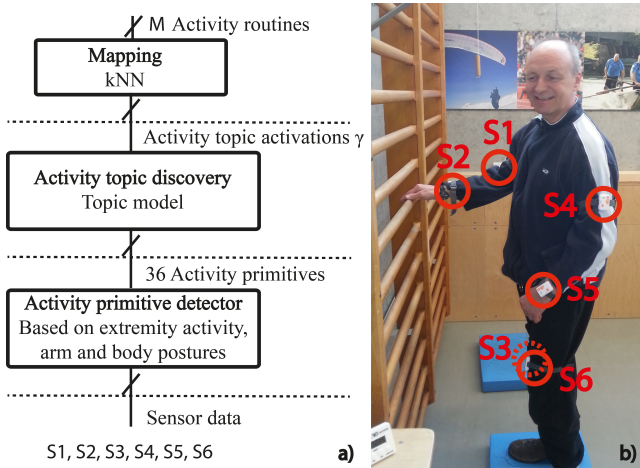 M Activity routines
Mapping
kNN
Activity topic activations γ
Activity topic discovery
Topic model
36 Activity primitives
Activity primitive detector
Based on extremity activity,
arm and body postures
Sensor data
S1, S2, S3, S4, S5, S6
a)
S1
S2
S4
S5
S3
S6
b)